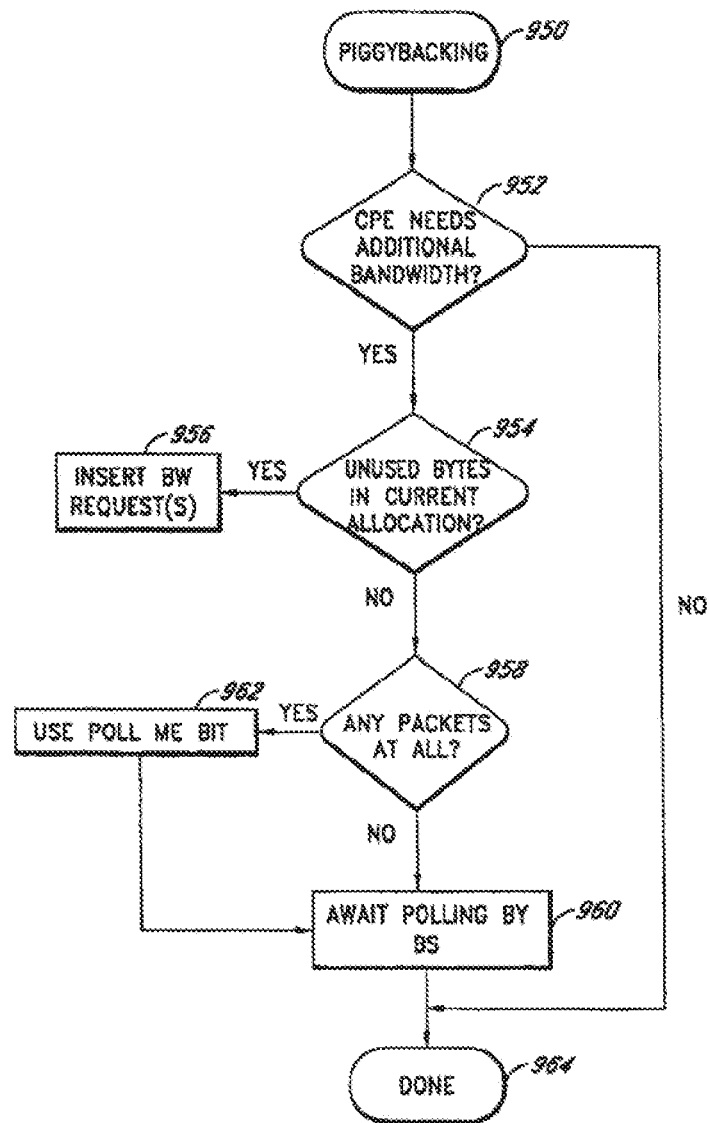 PIGGYBACKING
950
952
CPE NEEDS
ADDITIONAL
BANDWIDTH?
YES
954
UNUSED BYTES
IN CURRENT
ALLOCATION?
YES
956
INSERT BW
REQUEST(S)
NO
NO
958
ANY PACKETS
AT ALL?
YES
962
USE POLL ME BIT
NO
AWAIT POLLING BY
BS
960
DONE
964